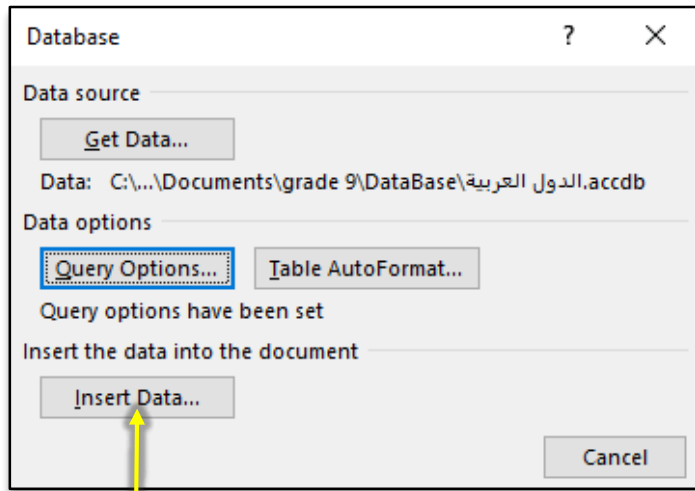 Database ? ×
Data source
Get Data...
Data: C:\...\Documents\grade 9\DataBase\الدول العربية.accdb
Data options
Query Options... Table AutoFormat...
Query options have been set
Insert the data into the document
Insert Data...
Cancel